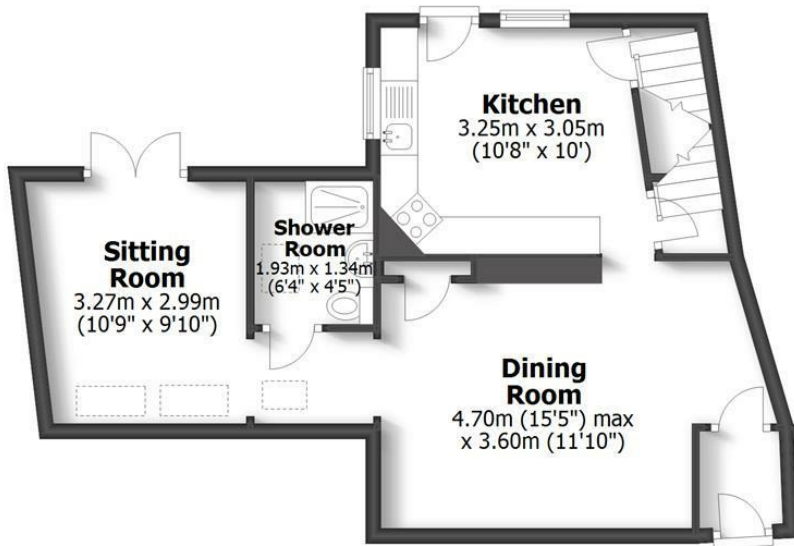 Kitchen
3.25m x 3.05m
(10'8" x 10')
Shower
Room
1.93m x 1.34m
(6'4" x 4'5")
Sitting
Room
3.27m x 2.99m
(10'9" x 9'10")
Dining
Room
4.70m (15'5") max
x 3.60m (11'10")